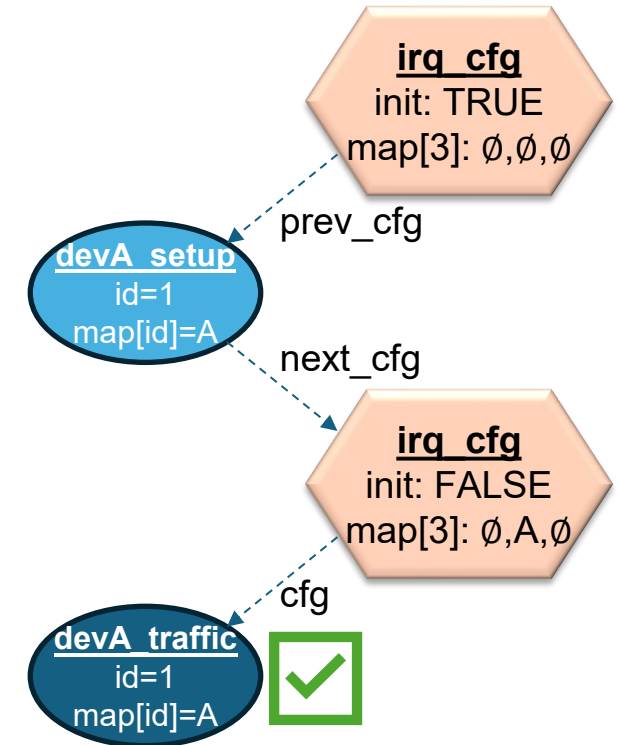 irq_cfg
init: TRUE
map[3]: ∅,∅,∅
prev_cfg
devA_setup
id=1
map[id]=A
next_cfg
irq_cfg
init: FALSE
map[3]: ∅,A,∅
cfg
devA_traffic
id=1
map[id]=A